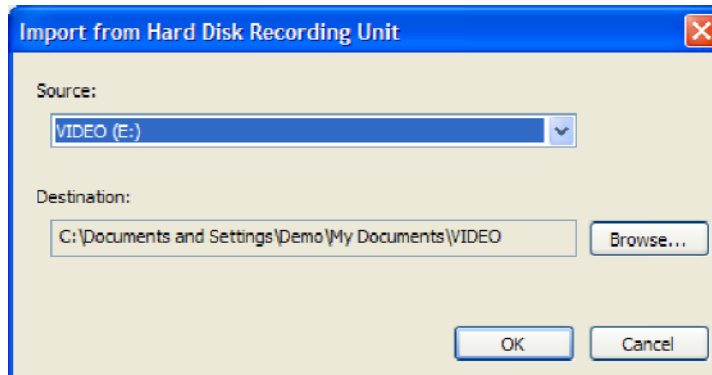 Import from Hard Disk Recording Unit
Source:
VIDEO (E:)
Destination:
C:\Documents and Settings\Demo\My Documents\VIDEO
Browse...
OK
Cancel